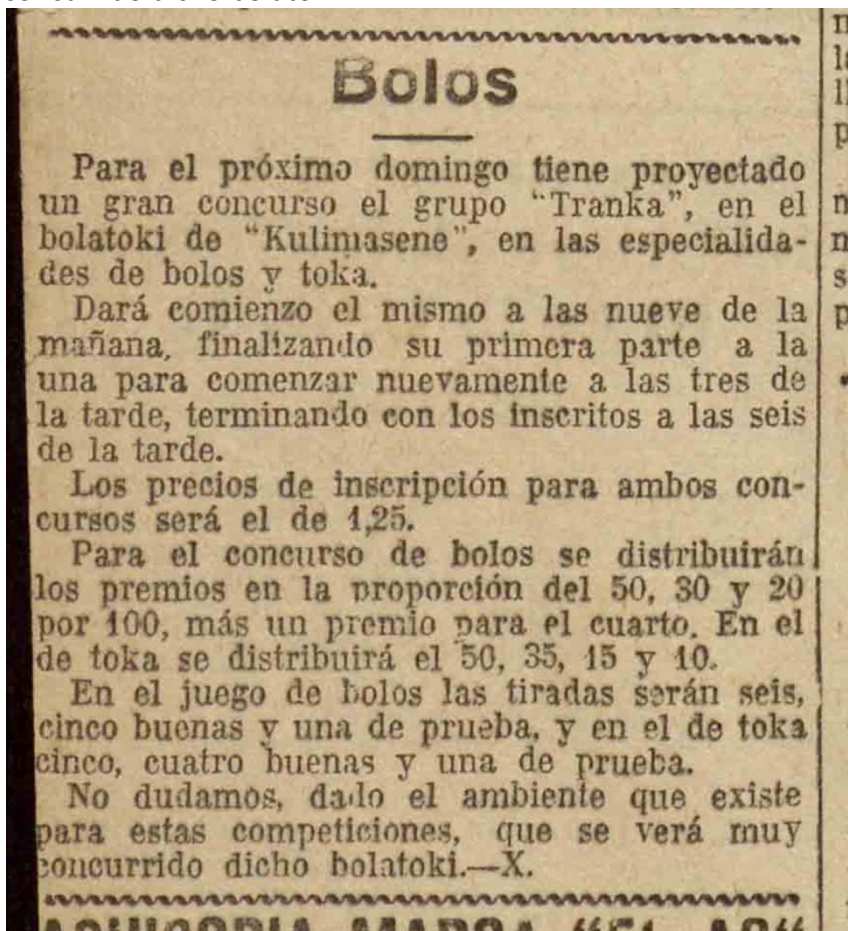 Bolos
Para el próximo domingo tiene proyectado
un gran concurso el grupo "Tranka", en el
bolatoki de "Kulimasene", en las especialida-
des de bolos y toka.
Dará comienzo el mismo a las nueve de la
mañana, finalizando su primera parte a la
una para comenzar nuevamente a las tres de
la tarde, terminando con los inscritos a las seis
de la tarde.
Los precios de inscripción para ambos con-
cursos será el de 1,25.
Para el concurso de bolos se distribuirán
los premios en la proporción del 50, 30 y 20
por 100, más un premio para el cuarto. En el
de toka se distribuirá el 50, 35, 15 y 10.
En el juego de bolos las tiradas serán seis,
cinco buenas y una de prueba, y en el de toka
cinco, cuatro buenas y una de prueba.
No dudamos, dado el ambiente que existe
para estas competiciones, que se verá muy
concurrido dicho bolatoki.—X.